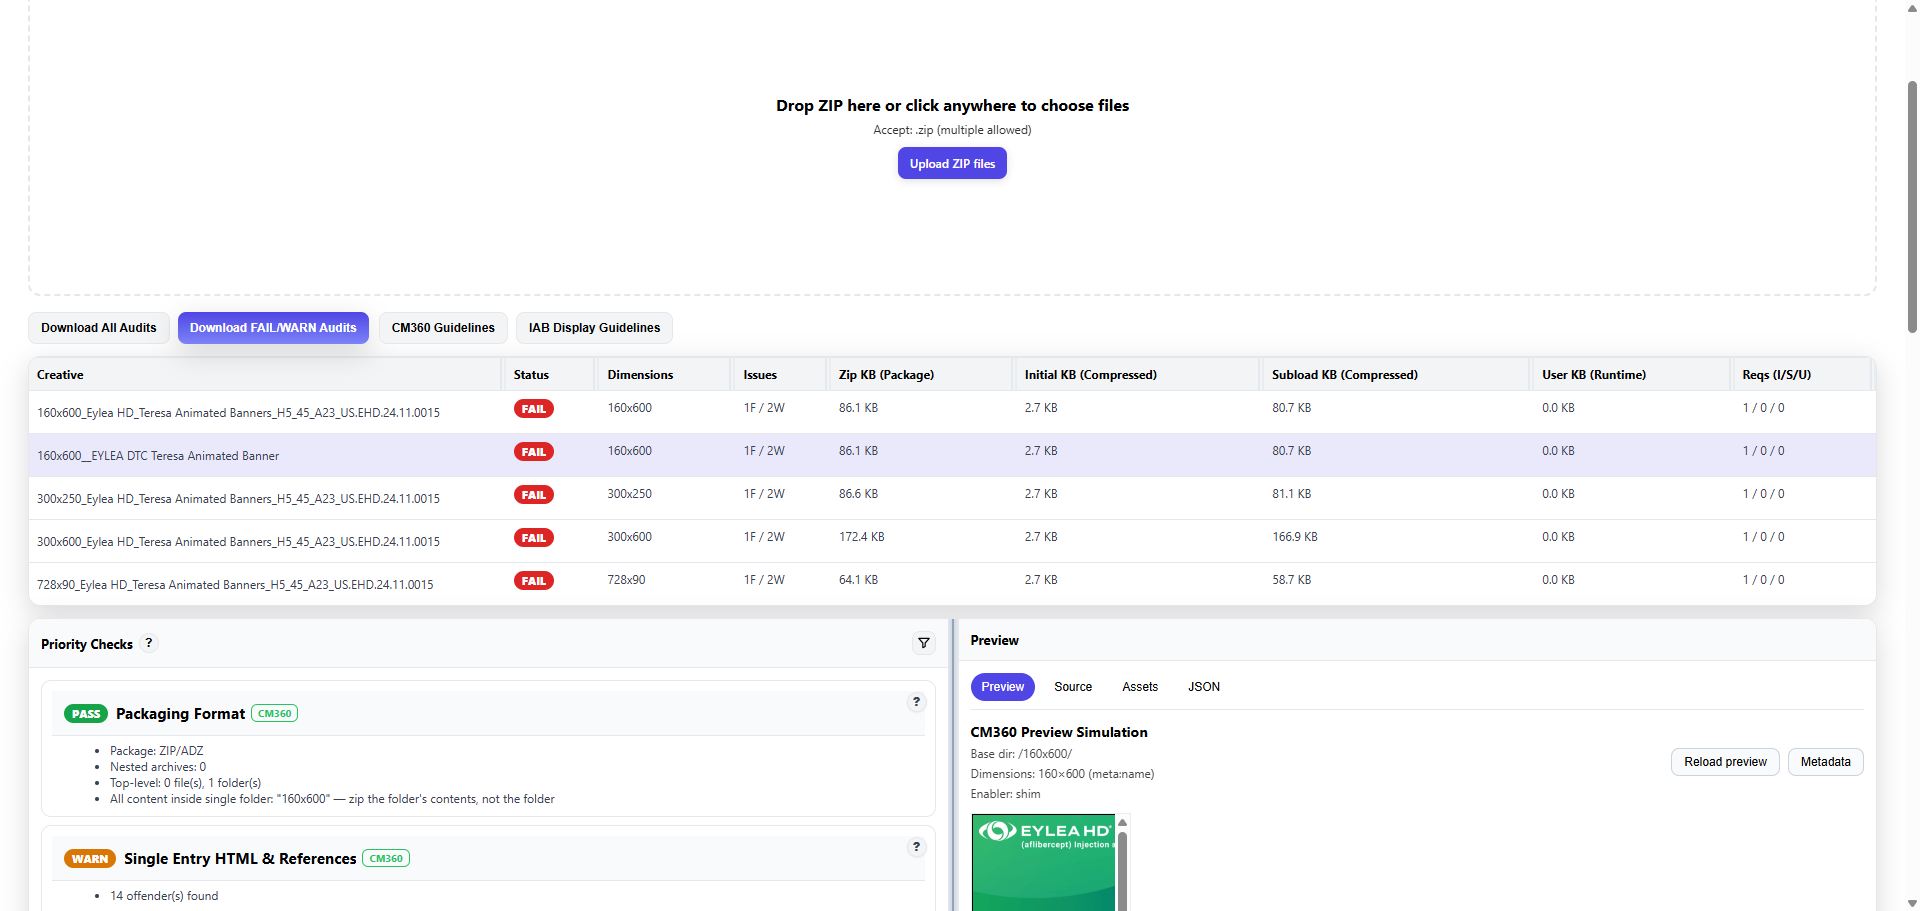 Drop ZIP here or click anywhere to choose files
Accept: .zip (multiple allowed)
Upload ZIP files
Download All Audits
Download FAIL/WARN Audits
CM360 Guidelines
IAB Display Guidelines
Creative Status Dimensions Issues Zip KB (Package) Initial KB (Compressed) Subload KB (Compressed) User KB (Runtime) Reqs (I/S/U)
160x600_Eylea HD_Teresa Animated Banners_H5_45_A23_US.EHD.24.11.0015 FAIL 160x600 1F / 2W 86.1 KB 2.7 KB 80.7 KB 0.0 KB 1 / 0 / 0
160x600__EYLEA DTC Teresa Animated Banner FAIL 160x600 1F / 2W 86.1 KB 2.7 KB 80.7 KB 0.0 KB 1 / 0 / 0
300x250_Eylea HD_Teresa Animated Banners_H5_45_A23_US.EHD.24.11.0015 FAIL 300x250 1F / 2W 86.6 KB 2.7 KB 81.1 KB 0.0 KB 1 / 0 / 0
300x600_Eylea HD_Teresa Animated Banners_H5_45_A23_US.EHD.24.11.0015 FAIL 300x600 1F / 2W 172.4 KB 2.7 KB 166.9 KB 0.0 KB 1 / 0 / 0
728x90_Eylea HD_Teresa Animated Banners_H5_45_A23_US.EHD.24.11.0015 FAIL 728x90 1F / 2W 64.1 KB 2.7 KB 58.7 KB 0.0 KB 1 / 0 / 0
Priority Checks ?
PASS Packaging Format CM360 ?
• Package: ZIP/ADZ
• Nested archives: 0
• Top-level: 0 file(s), 1 folder(s)
• All content inside single folder: "160x600" — zip the folder's contents, not the folder
WARN Single Entry HTML & References CM360 ?
• 14 offender(s) found
Preview
Preview Source Assets JSON
CM360 Preview Simulation
Base dir: /160x600/
Dimensions: 160×600 (meta:name)
Enabler: shim
Reload preview Metadata
EYLEA HD
(aflibercept) Injection